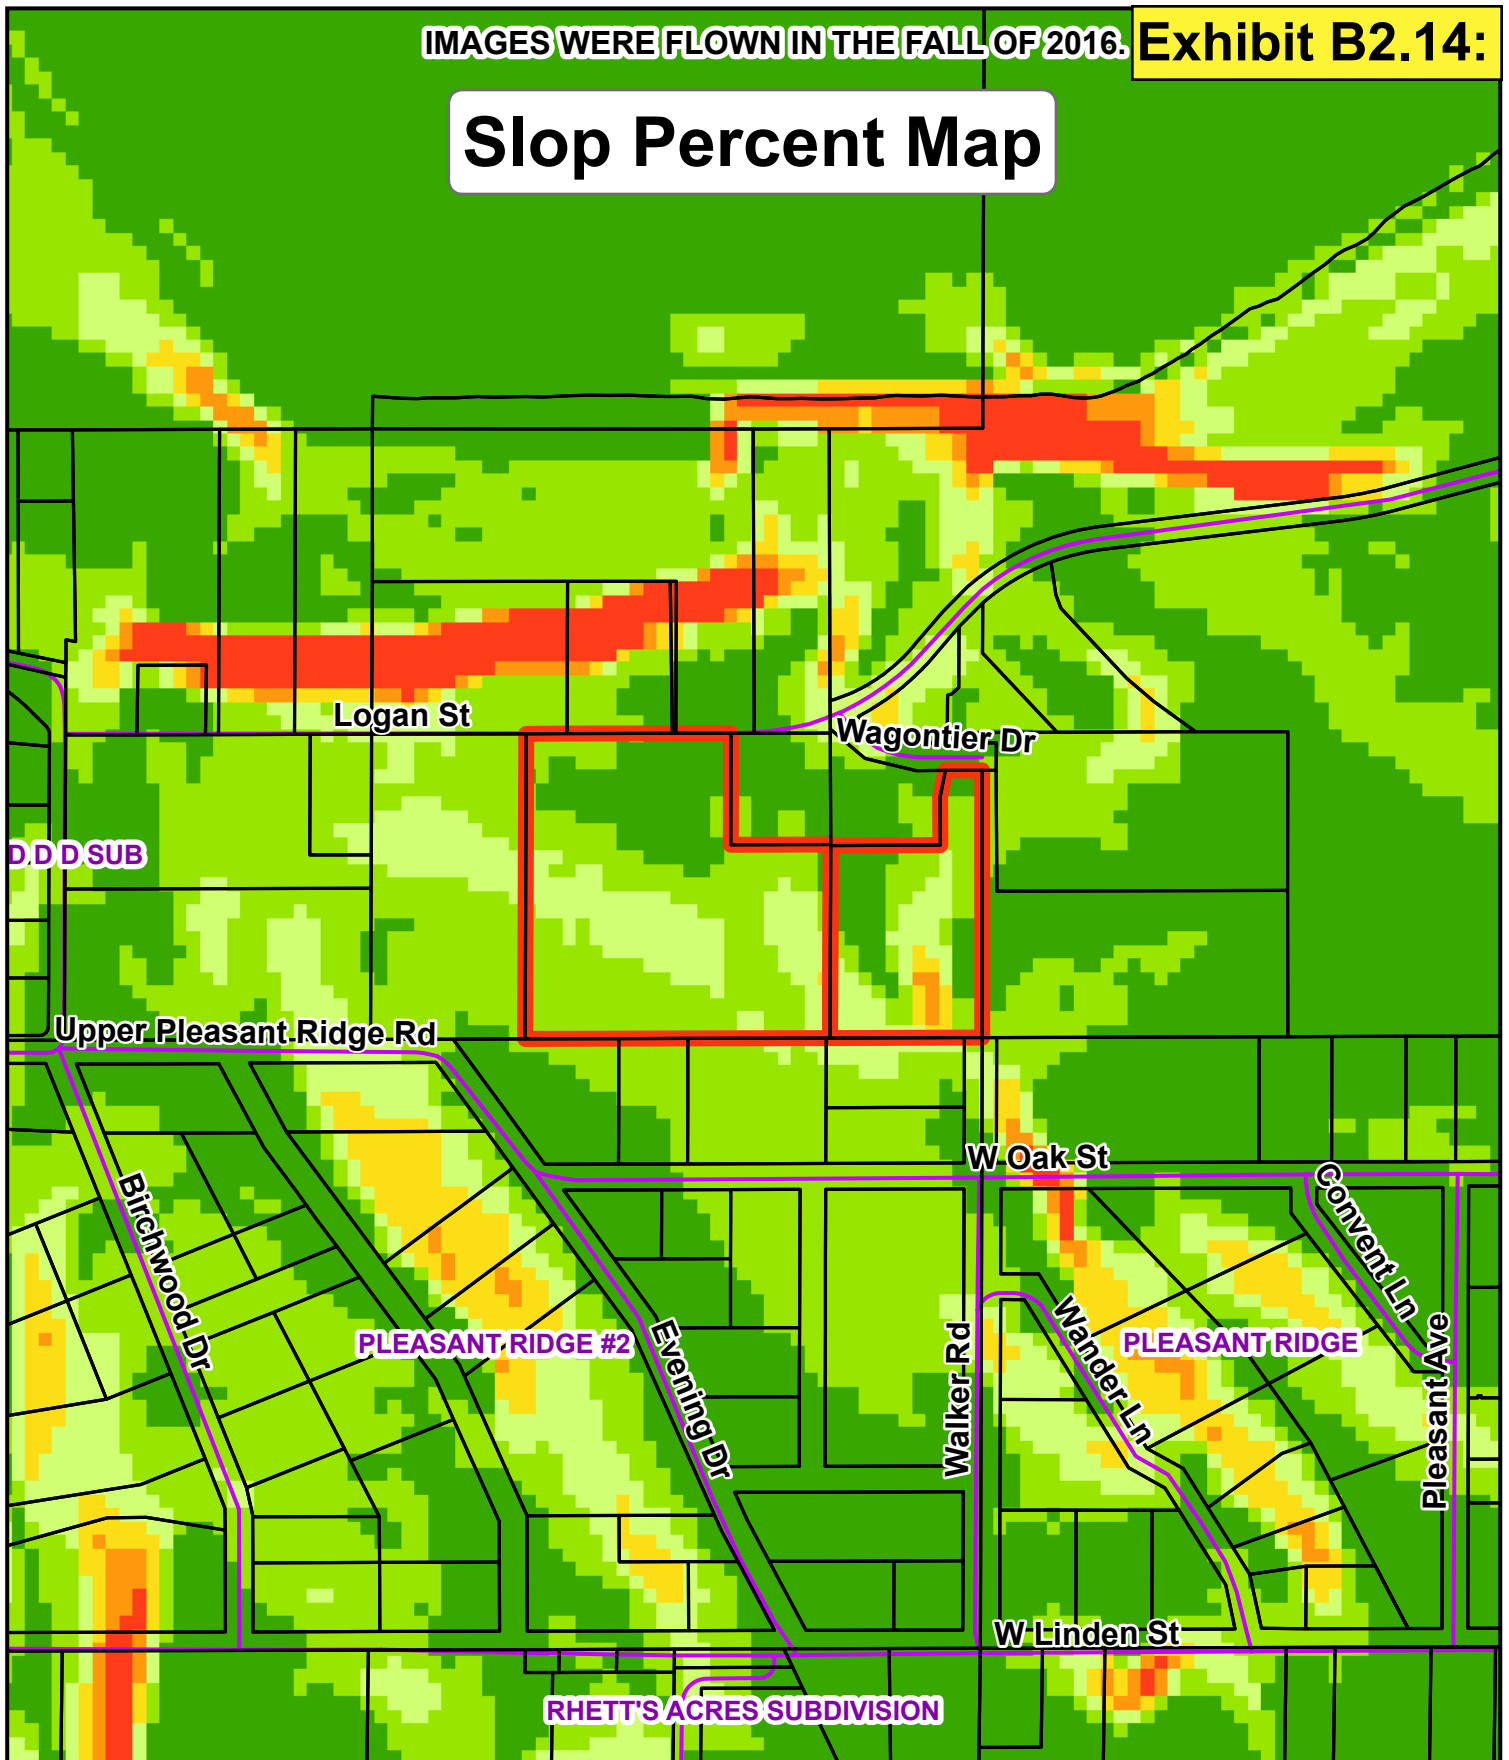 IMAGES WERE FLOWN IN THE FALL OF 2016.
Exhibit B2.14:
Slop Percent Map
Logan St
Wagontier Dr
D D D SUB
Upper Pleasant Ridge Rd
W Oak St
Birchwood Dr
Convent Ln
PLEASANT RIDGE #2
Evening Dr
Walker Rd
Wander Ln
PLEASANT RIDGE
Pleasant Ave
W Linden St
RHETT'S ACRES SUBDIVISION